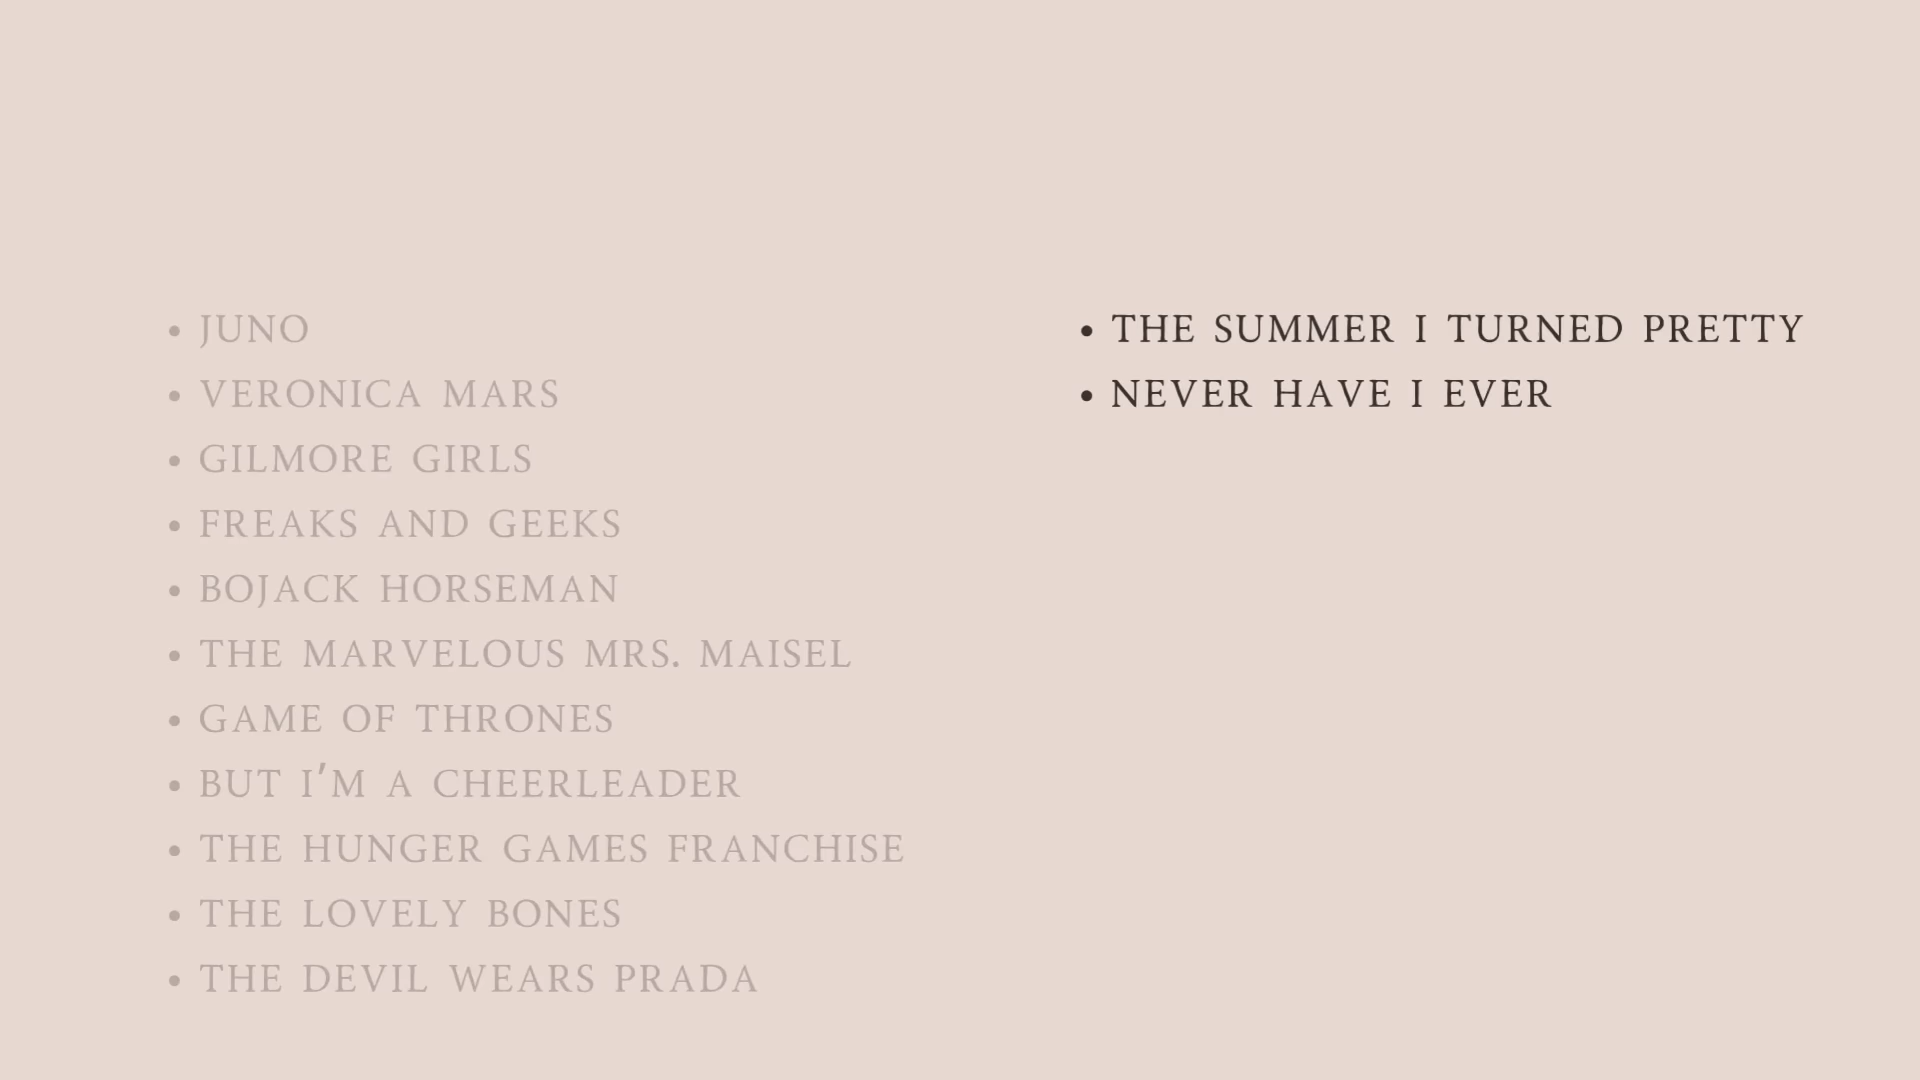 • JUNO
• VERONICA MARS
• GILMORE GIRLS
• FREAKS AND GEEKS
• BOJACK HORSEMAN
• THE MARVELOUS MRS. MAISEL
• GAME OF THRONES
• BUT I'M A CHEERLEADER
• THE HUNGER GAMES FRANCHISE
• THE LOVELY BONES
• THE DEVIL WEARS PRADA
• THE SUMMER I TURNED PRETTY
• NEVER HAVE I EVER